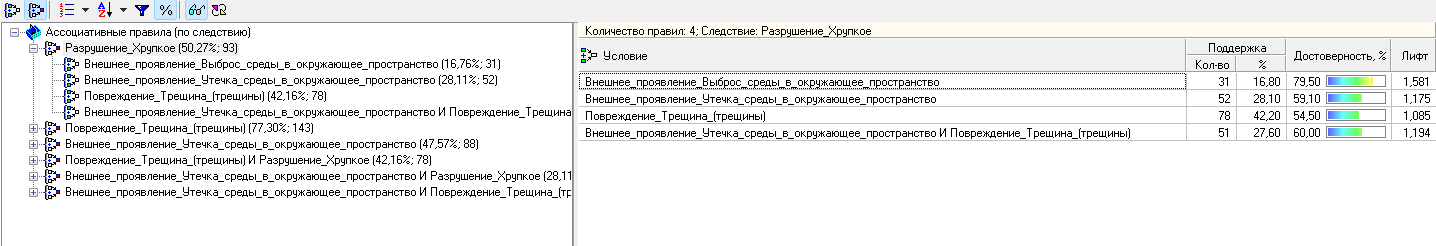 Ассоциативные правила (по следствию)
Разрушение_Хрупкое (50,27%; 93)
Внешнее_проявление_Выброс_среды_в_окружающее_пространство (16,76%; 31)
Внешнее_проявление_Утечка_среды_в_окружающее_пространство (28,11%; 52)
Повреждение_Трещина_(трещины) (42,16%; 78)
Внешнее_проявление_Утечка_среды_в_окружающее_пространство И Повреждение_Трещина
Повреждение_Трещина_(трещины) (77,30%; 143)
Внешнее_проявление_Утечка_среды_в_окружающее_пространство (47,57%; 88)
Повреждение_Трещина_(трещины) И Разрушение_Хрупкое (42,16%; 78)
Внешнее_проявление_Утечка_среды_в_окружающее_пространство И Разрушение_Хрупкое (28,11
Внешнее_проявление_Утечка_среды_в_окружающее_пространство И Повреждение_Трещина_(тр
Количество правил: 4; Следствие: Разрушение_Хрупкое
Условие Поддержка Достоверность, % Лифт
Кол-во %
Внешнее_проявление_Выброс_среды_в_окружающее_пространство 31 16,80 79,50 1,581
Внешнее_проявление_Утечка_среды_в_окружающее_пространство 52 28,10 59,10 1,175
Повреждение_Трещина_(трещины) 78 42,20 54,50 1,085
Внешнее_проявление_Утечка_среды_в_окружающее_пространство И Повреждение_Трещина_(трещины) 51 27,60 60,00 1,194